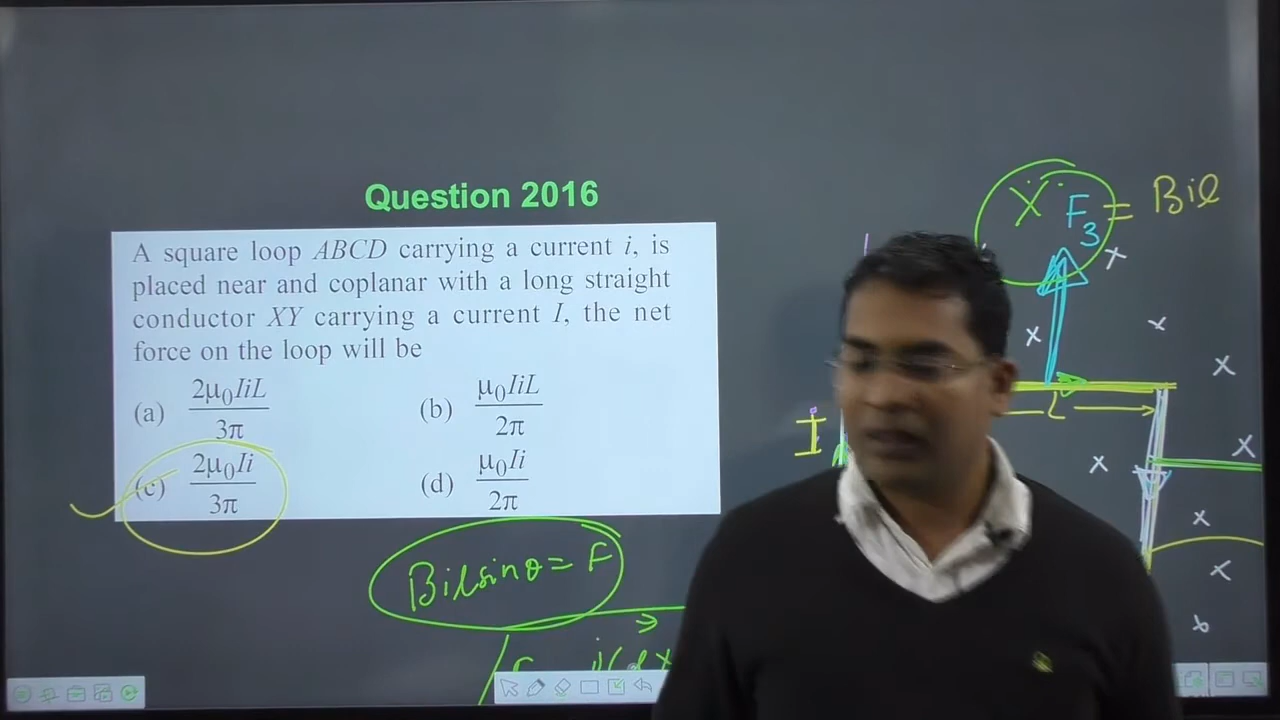 Question 2016
A square loop ABCD carrying a current i, is
placed near and coplanar with a long straight
conductor XY carrying a current I, the net
force on the loop will be
(a) 2μ₀IiL/3π (b) μ₀IiL/2π
(c) 2μ₀Ii/3π (d) μ₀Ii/2π
Bilsinθ = F
X F₃ = Bil
x
x
x
x
L
I
x
x
x
x